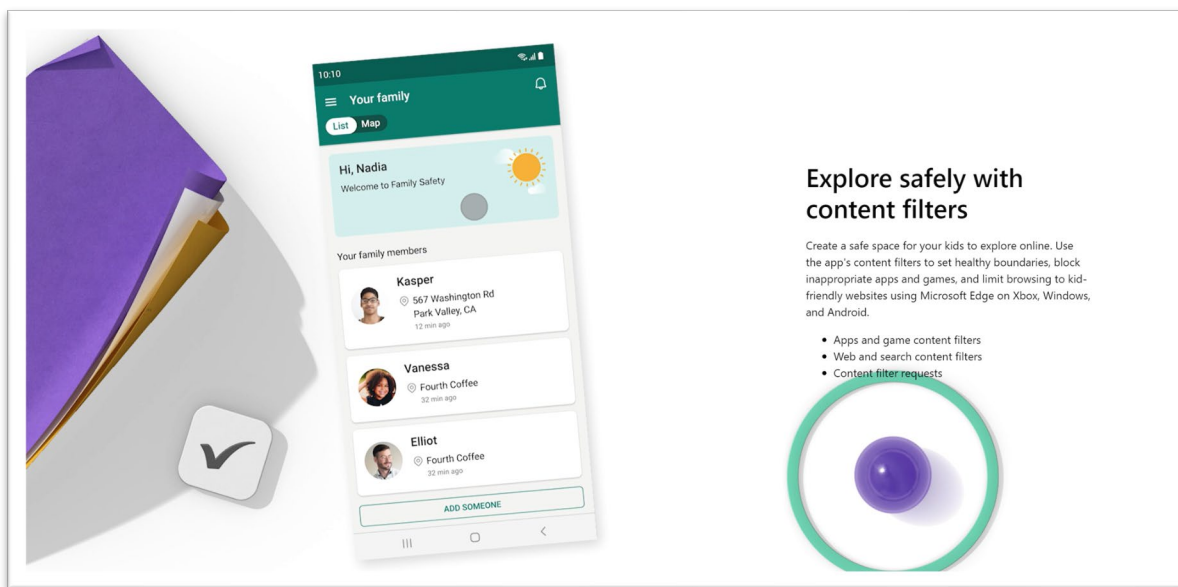 10:10
Your family
List Map
Hi, Nadia
Welcome to Family Safety
Your family members
Kasper
567 Washington Rd
Park Valley, CA
12 min ago
Vanessa
Fourth Coffee
32 min ago
Elliot
Fourth Coffee
32 min ago
ADD SOMEONE
Explore safely with
content filters
Create a safe space for your kids to explore online. Use
the app's content filters to set healthy boundaries, block
inappropriate apps and games, and limit browsing to kid-
friendly websites using Microsoft Edge on Xbox, Windows,
and Android.
• Apps and game content filters
• Web and search content filters
• Content filter requests